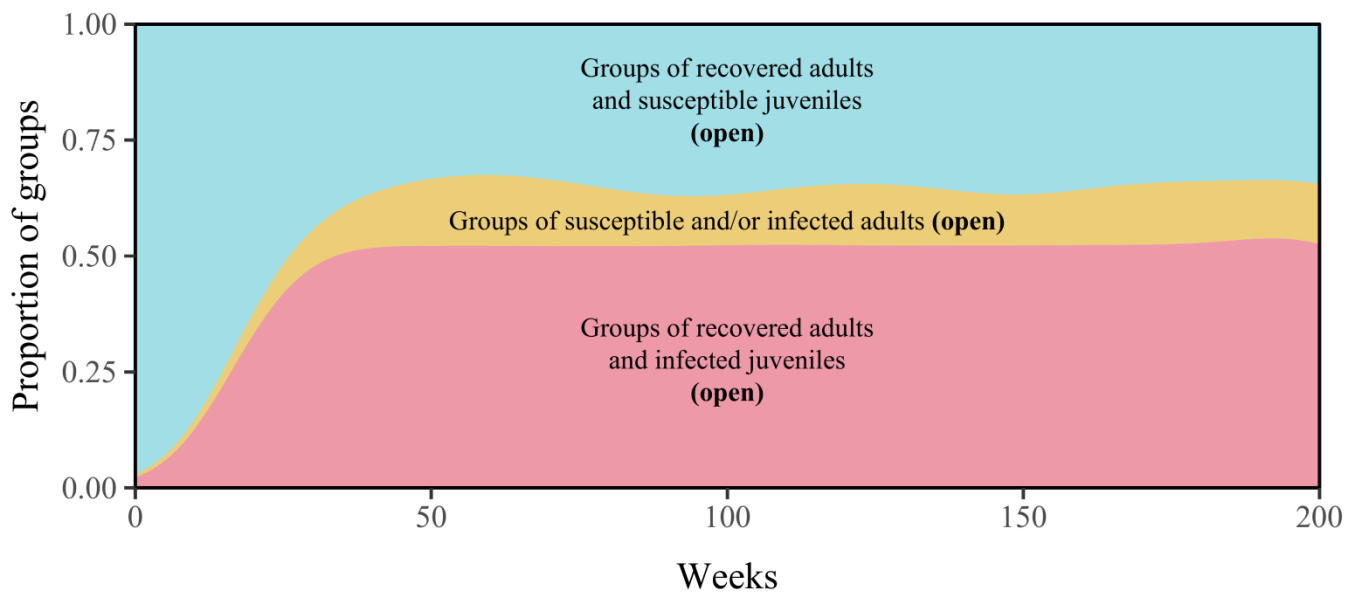 1.00
0.75
0.50
0.25
0.00
Proportion of groups
Groups of recovered adults
and susceptible juveniles
(open)
Groups of susceptible and/or infected adults (open)
Groups of recovered adults
and infected juveniles
(open)
0 50 100 150 200
Weeks